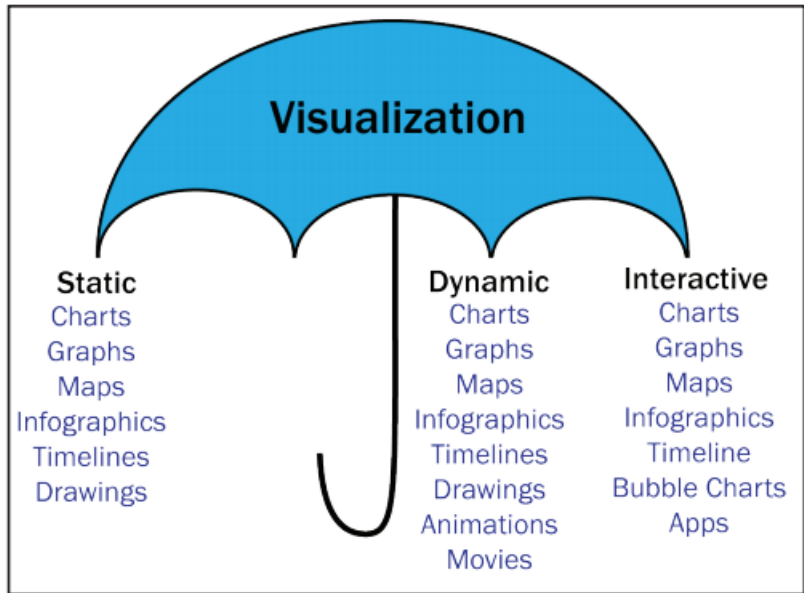 Visualization
Static
Charts
Graphs
Maps
Infographics
Timelines
Drawings
Dynamic
Charts
Graphs
Maps
Infographics
Timelines
Drawings
Animations
Movies
Interactive
Charts
Graphs
Maps
Infographics
Timeline
Bubble Charts
Apps